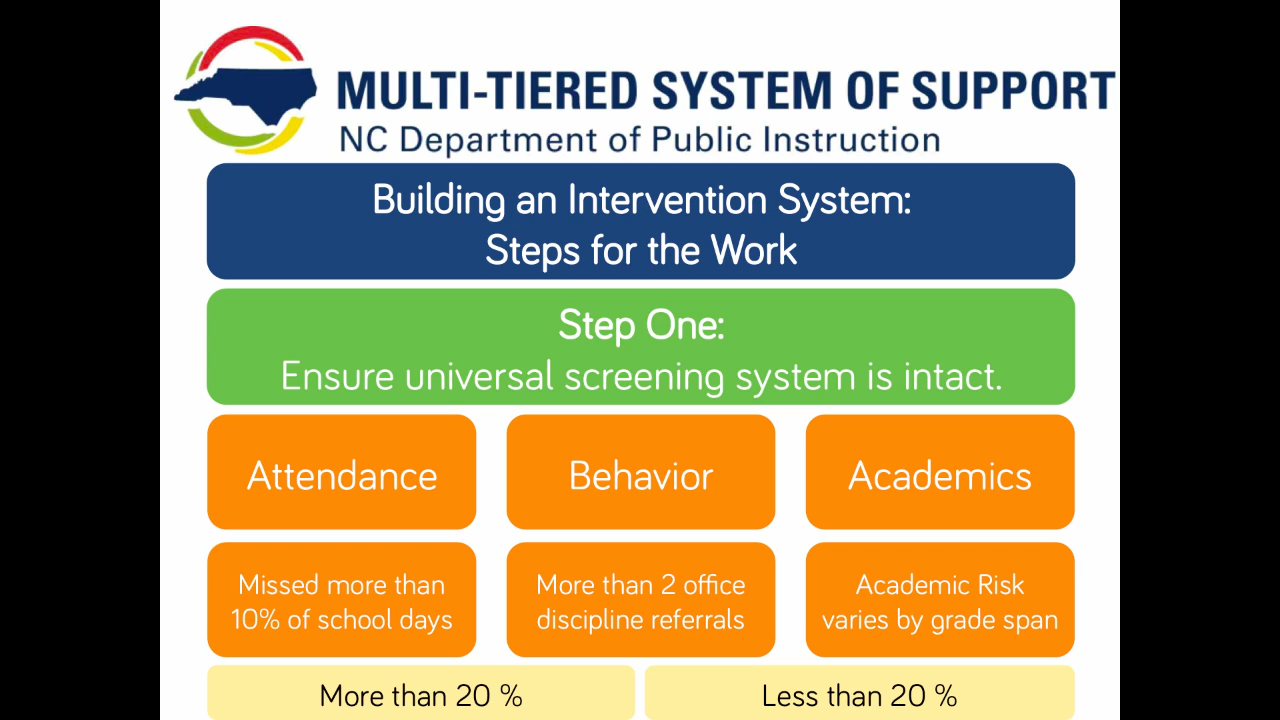 MULTI-TIERED SYSTEM OF SUPPORT
NC Department of Public Instruction
Building an Intervention System:
Steps for the Work
Step One:
Ensure universal screening system is intact.
Attendance
Behavior
Academics
Missed more than
10% of school days
More than 2 office
discipline referrals
Academic Risk
varies by grade span
More than 20 %
Less than 20 %